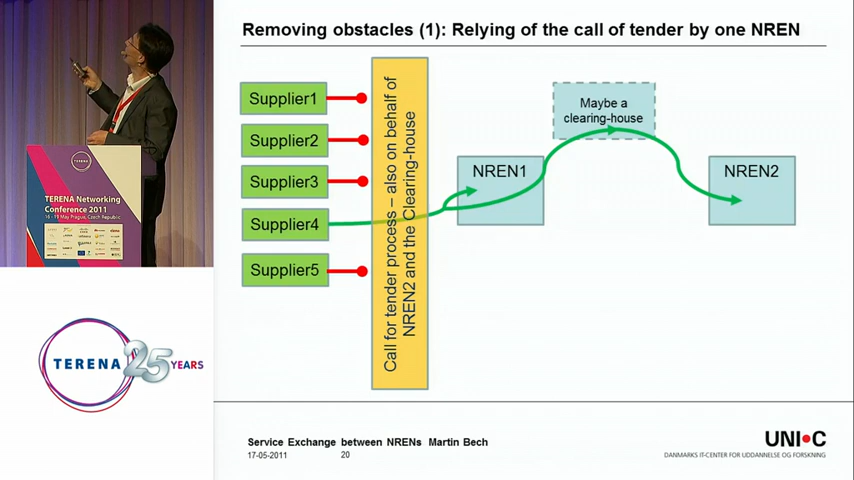 Removing obstacles (1): Relying of the call of tender by one NREN
Supplier1
Supplier2
Supplier3
Supplier4
Supplier5
Call for tender process – also on behalf of
NREN2 and the Clearing-house
NREN1
Maybe a
clearing-house
NREN2
TERENA
TERENA Networking
Conference 2011
16 - 19 May Prague, Czech Republic
TERENA 25 YEARS
Service Exchange between NRENs Martin Bech
17-05-2011 20
UNI•C
DANMARKS IT-CENTER FOR UDDANNELSE OG FORSKNING